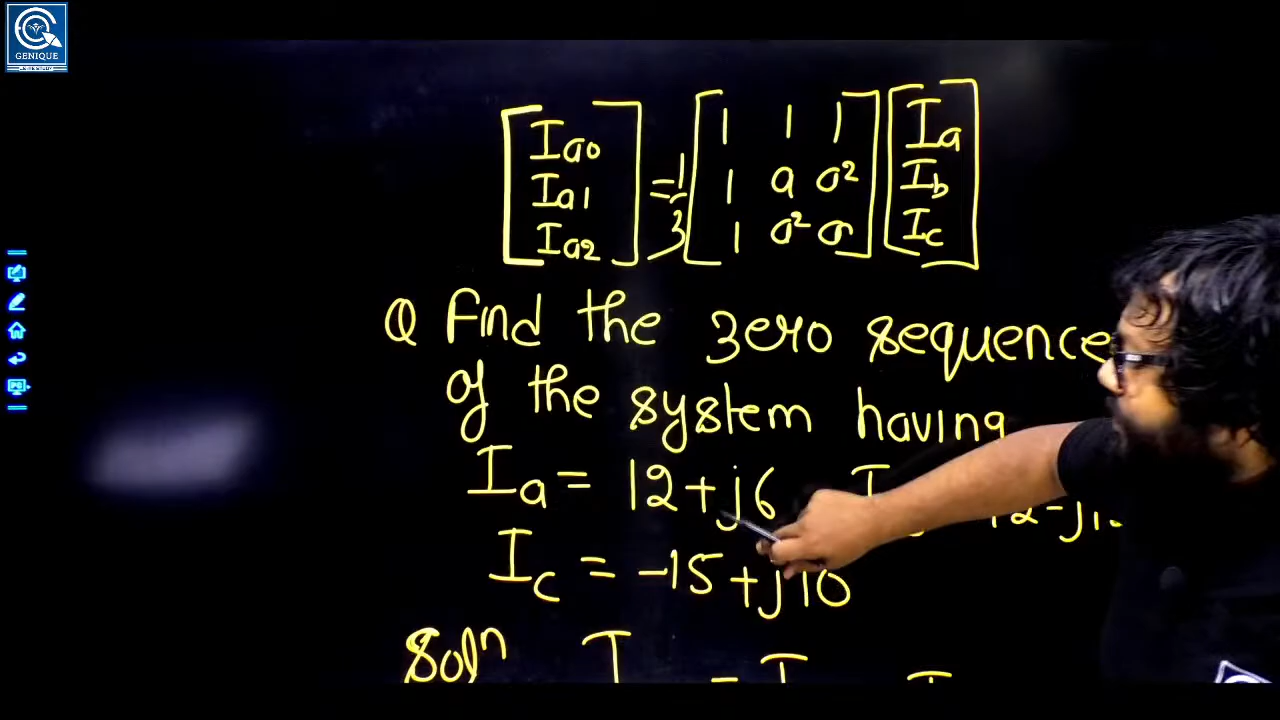 GENIQUE
[Ia0 Ia1 Ia2] = 1/3 [1 1 1
1 a a²
1 a² a] [Ia Ib Ic]
Q Find the zero sequence
of the system having
Ia = 12+j6
Ic = -15+j10
Solⁿ